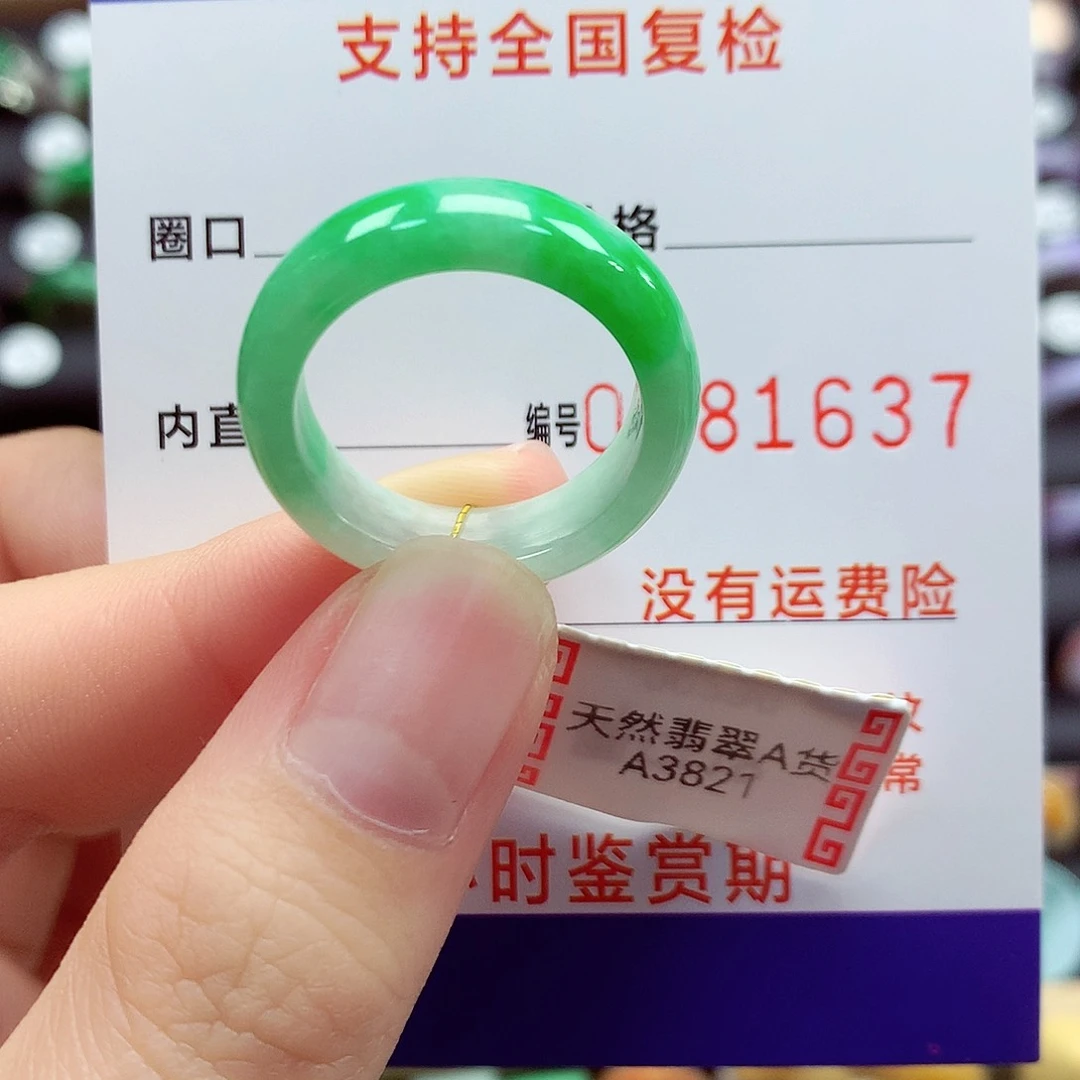 支持全国复检
圈口 格
内 编号 81637
没有运费险
天然翡翠A货
A3821
常
时鉴赏期